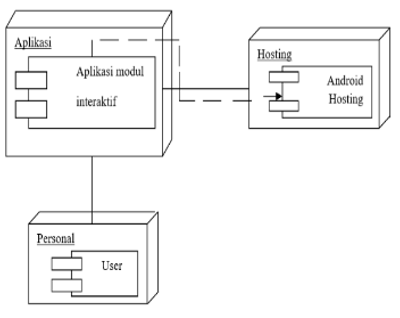 Aplikasi
Aplikasi modul
interaktif
Hosting
Android
Hosting
Personal
User